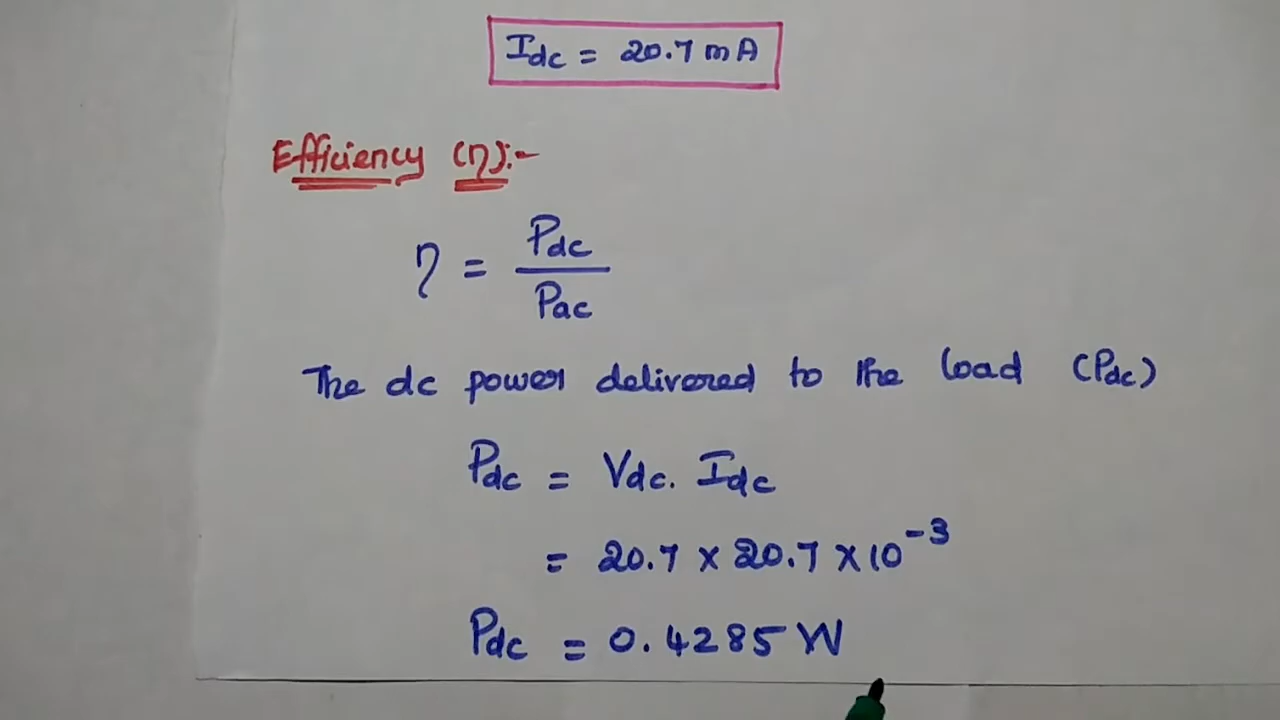 Idc = 20.7 mA
Efficiency (η):-
η = Pdc / Pac
The dc power delivered to the load (Pdc)
Pdc = Vdc. Idc
= 20.7 × 20.7 × 10⁻³
Pdc = 0.4285 W